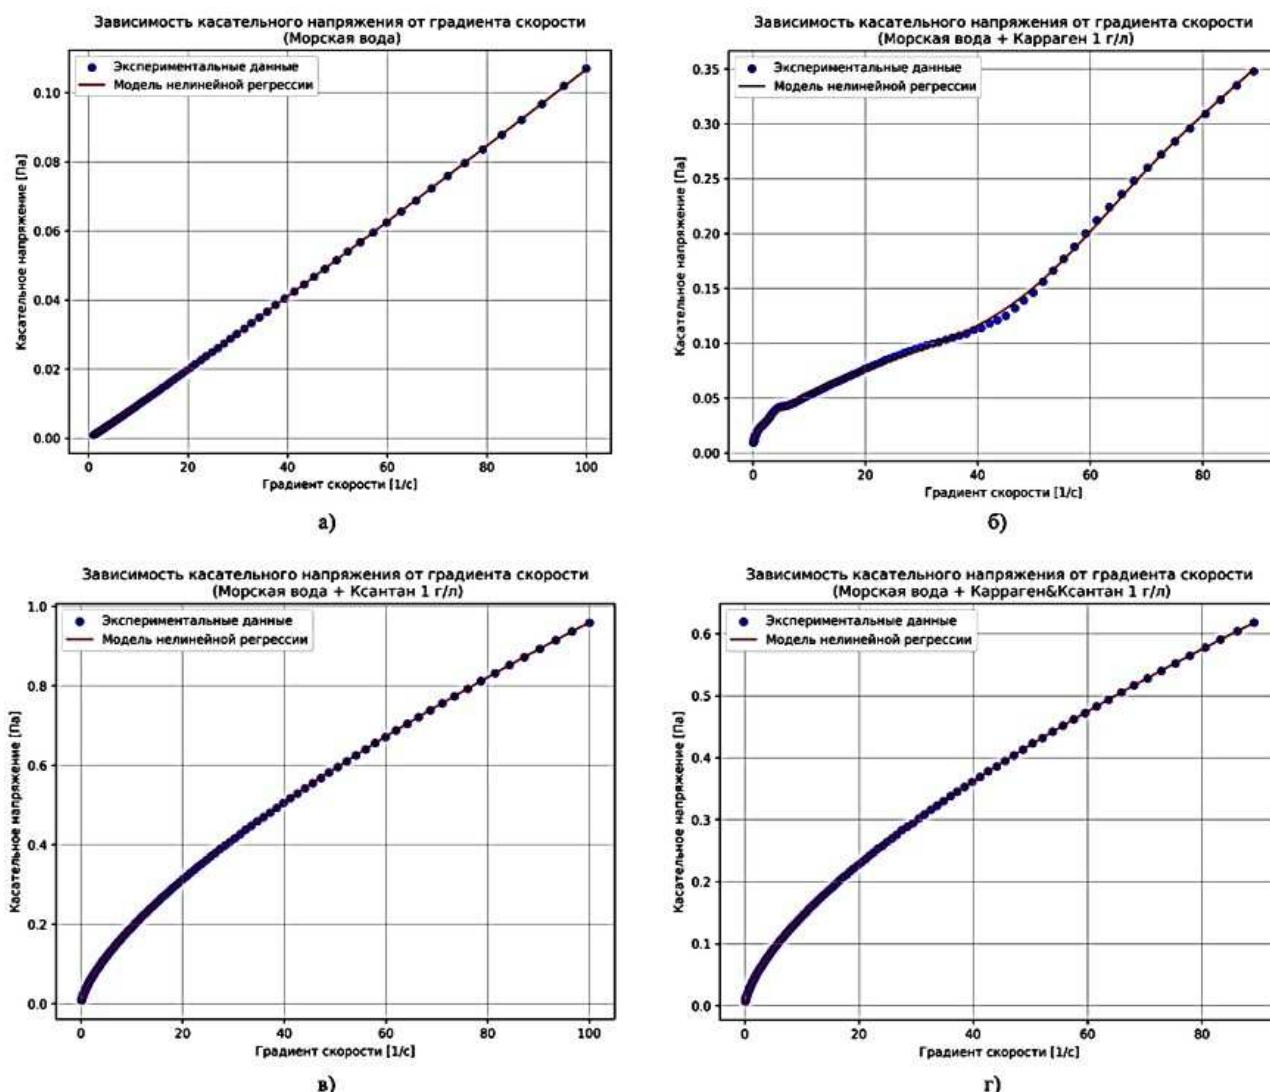 Зависимость касательного напряжения от градиента скорости
(Морская вода)
Экспериментальные данные
Модель нелинейной регрессии
Касательное напряжение [Па]
0.10
0.08
0.06
0.04
0.02
0.00
0 20 40 60 80 100
Градиент скорости [1/с]
а)
Зависимость касательного напряжения от градиента скорости
(Морская вода + Карраген 1 г/л)
Экспериментальные данные
Модель нелинейной регрессии
Касательное напряжение [Па]
0.35
0.30
0.25
0.20
0.15
0.10
0.05
0.00
0 20 40 60 80
Градиент скорости [1/с]
б)
Зависимость касательного напряжения от градиента скорости
(Морская вода + Ксантан 1 г/л)
Экспериментальные данные
Модель нелинейной регрессии
Касательное напряжение [Па]
1.0
0.8
0.6
0.4
0.2
0.0
0 20 40 60 80 100
Градиент скорости [1/с]
в)
Зависимость касательного напряжения от градиента скорости
(Морская вода + Карраген&Ксантан 1 г/л)
Экспериментальные данные
Модель нелинейной регрессии
Касательное напряжение [Па]
0.6
0.5
0.4
0.3
0.2
0.1
0.0
0 20 40 60 80
Градиент скорости [1/с]
г)